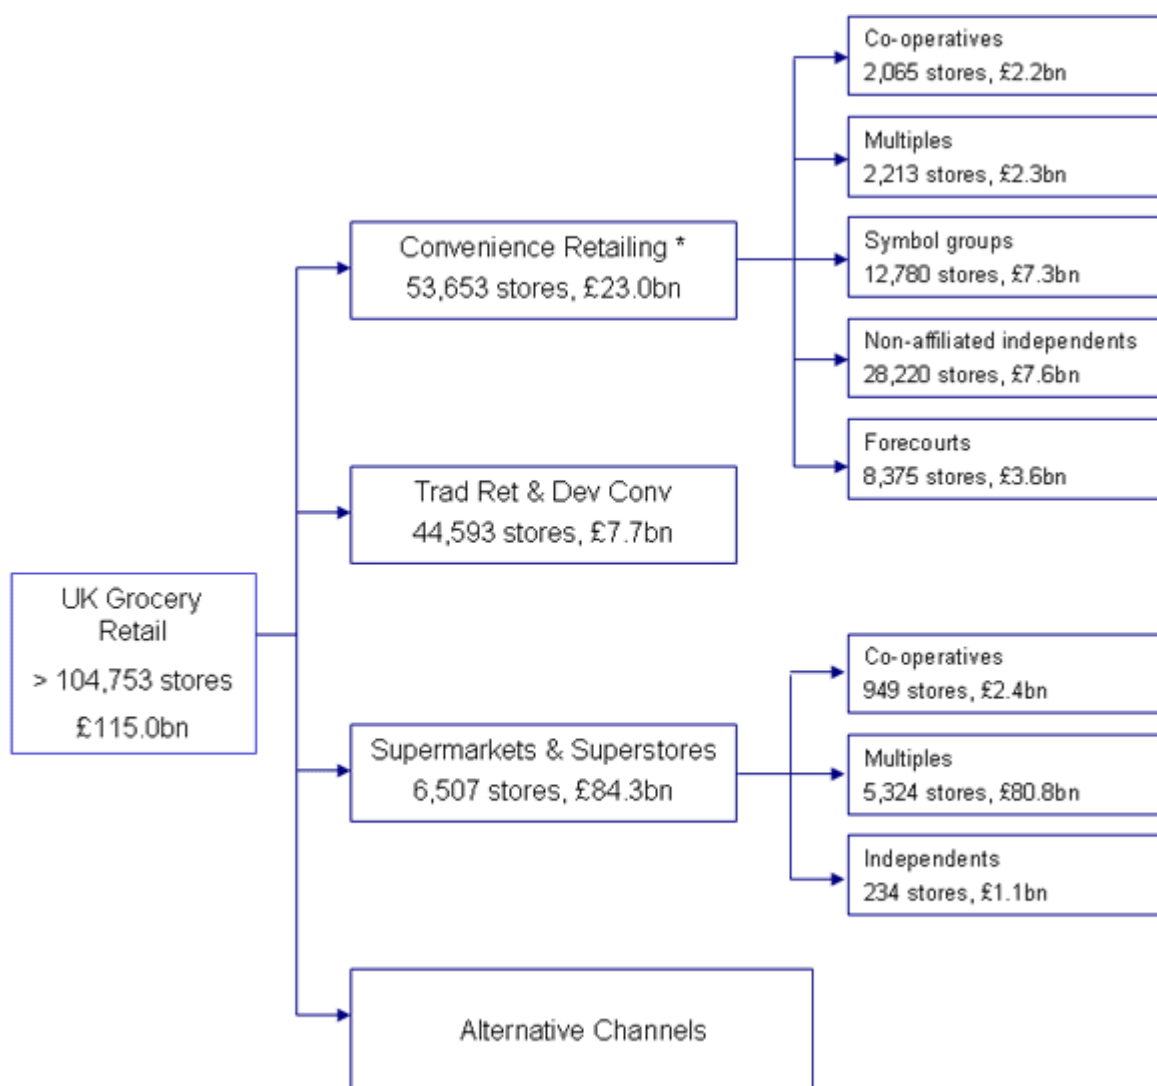 UK Grocery
Retail
> 104,753 stores
£115.0bn
Convenience Retailing *
53,653 stores, £23.0bn
Co-operatives
2,065 stores, £2.2bn
Multiples
2,213 stores, £2.3bn
Symbol groups
12,780 stores, £7.3bn
Non-affiliated independents
28,220 stores, £7.6bn
Forecourts
8,375 stores, £3.6bn
Trad Ret & Dev Conv
44,593 stores, £7.7bn
Supermarkets & Superstores
6,507 stores, £84.3bn
Co-operatives
949 stores, £2.4bn
Multiples
5,324 stores, £80.8bn
Independents
234 stores, £1.1bn
Alternative Channels